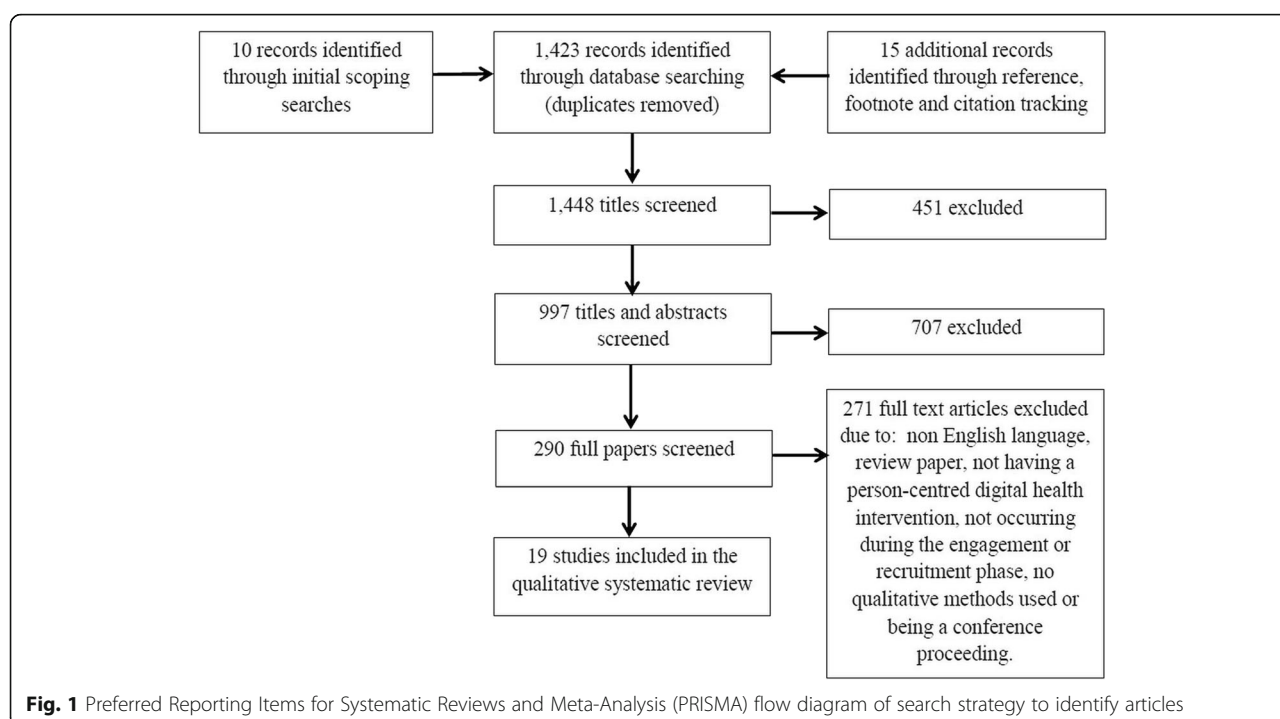 10 records identified
through initial scoping
searches
1,423 records identified
through database searching
(duplicates removed)
15 additional records
identified through reference,
footnote and citation tracking
1,448 titles screened
451 excluded
997 titles and abstracts
screened
707 excluded
290 full papers screened
271 full text articles excluded
due to: non English language,
review paper, not having a
person-centred digital health
intervention, not occurring
during the engagement or
recruitment phase, no
qualitative methods used or
being a conference
proceeding.
19 studies included in the
qualitative systematic review
Fig. 1 Preferred Reporting Items for Systematic Reviews and Meta-Analysis (PRISMA) flow diagram of search strategy to identify articles